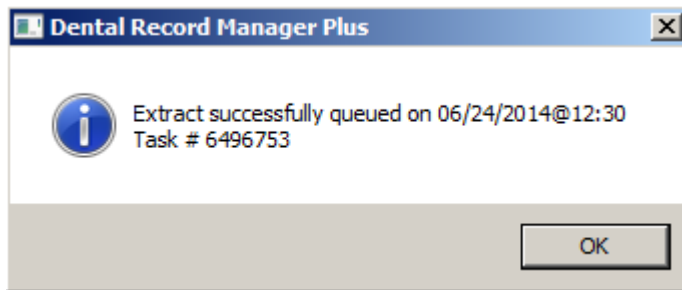 Dental Record Manager Plus
Extract successfully queued on 06/24/2014@12:30
Task # 6496753
OK